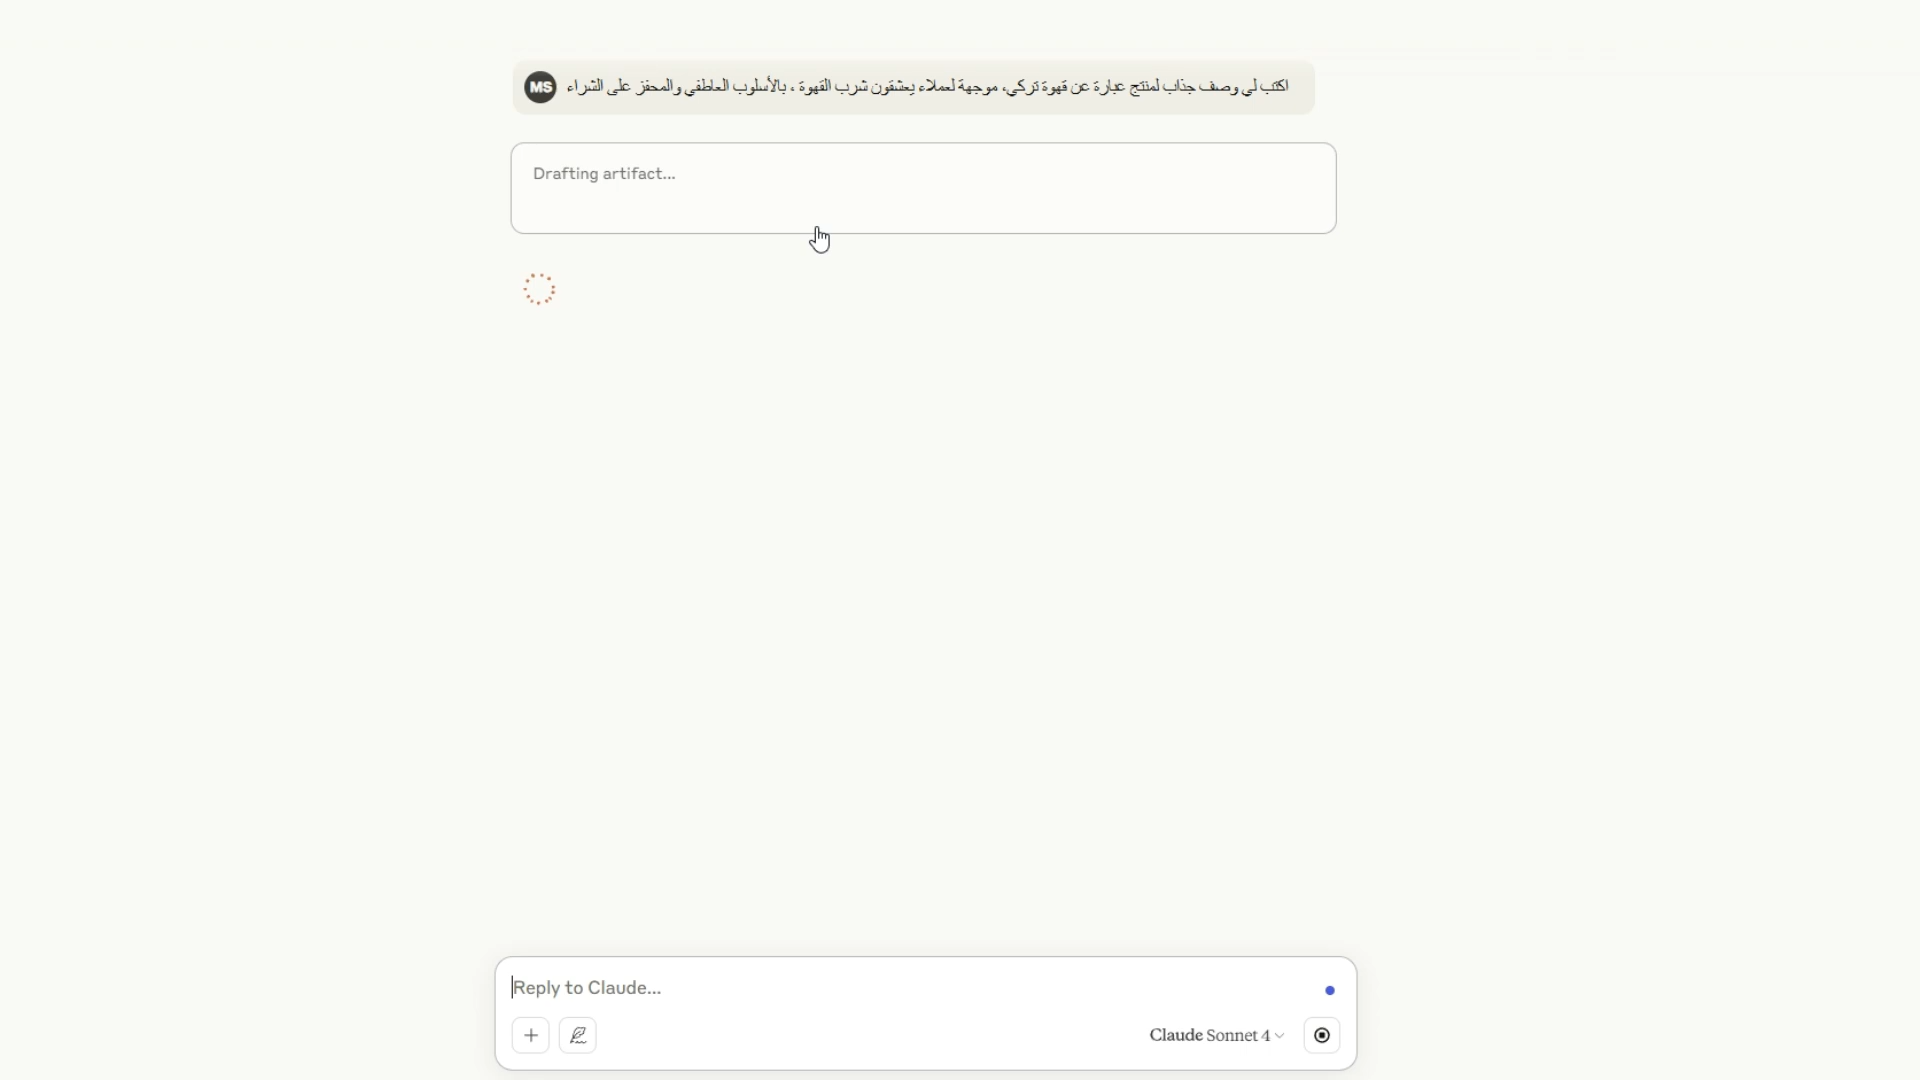 MS
اكتب لي وصف جذاب لمنتج عبارة عن قهوة تركي، موجهة لعملاء يعشقون شرب القهوة ، بالأسلوب العاطفي والمحفز على الشراء
Drafting artifact...
Reply to Claude...
Claude Sonnet 4